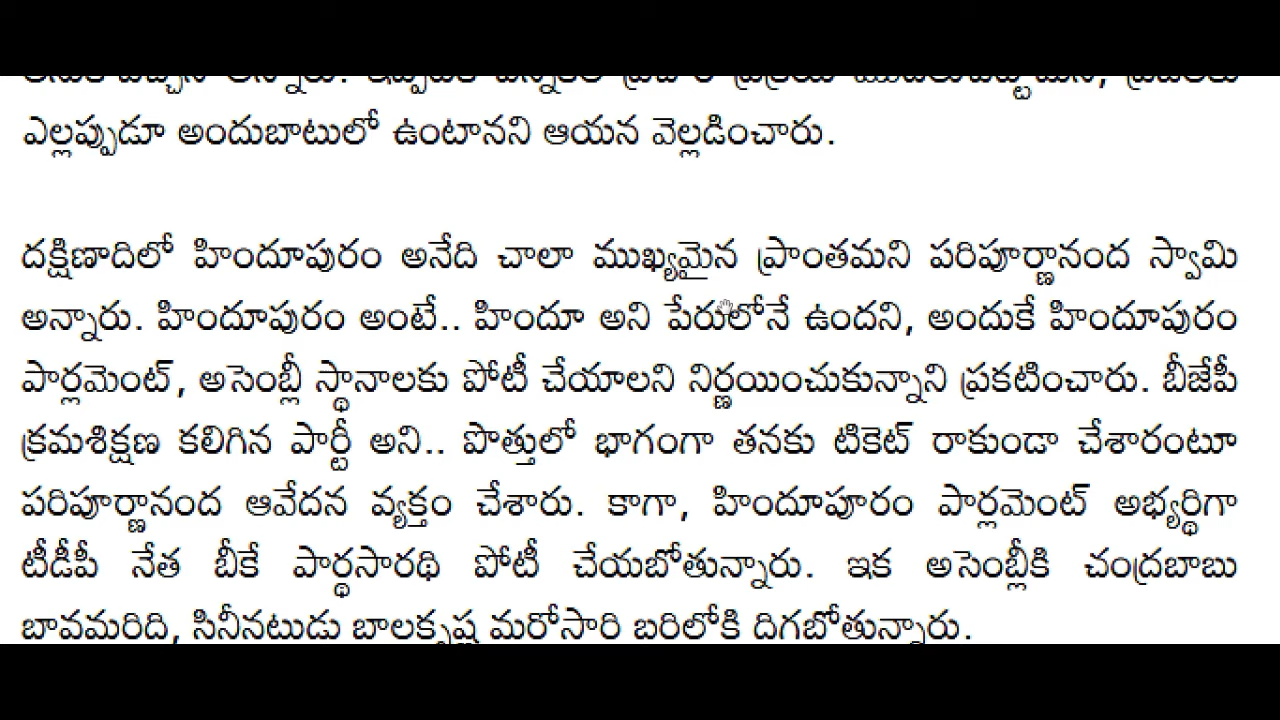 ఎల్లప్పుడూ అందుబాటులో ఉంటానని ఆయన వెల్లడించారు.
దక్షిణాదిలో హిందూపురం అనేది చాలా ముఖ్యమైన ప్రాంతమని పరిపూర్ణానంద స్వామి
అన్నారు. హిందూపురం అంటే.. హిందూ అని పేరులోనే ఉందని, అందుకే హిందూపురం
పార్లమెంట్, అసెంబ్లీ స్థానాలకు పోటీ చేయాలని నిర్ణయించుకున్నాని ప్రకటించారు. బీజేపీ
క్రమశిక్షణ కలిగిన పార్టీ అని.. పొత్తులో భాగంగా తనకు టికెట్ రాకుండా చేశారంటూ
పరిపూర్ణానంద ఆవేదన వ్యక్తం చేశారు. కాగా, హిందూపూరం పార్లమెంట్ అభ్యర్థిగా
టీడీపీ నేత బీకే పార్థసారథి పోటీ చేయబోతున్నారు. ఇక అసెంబ్లీకి చంద్రబాబు
బావమరిది, సినీనటుడు బాలకృష్ణ మరోసారి బరిలోకి దిగబోతున్నారు.